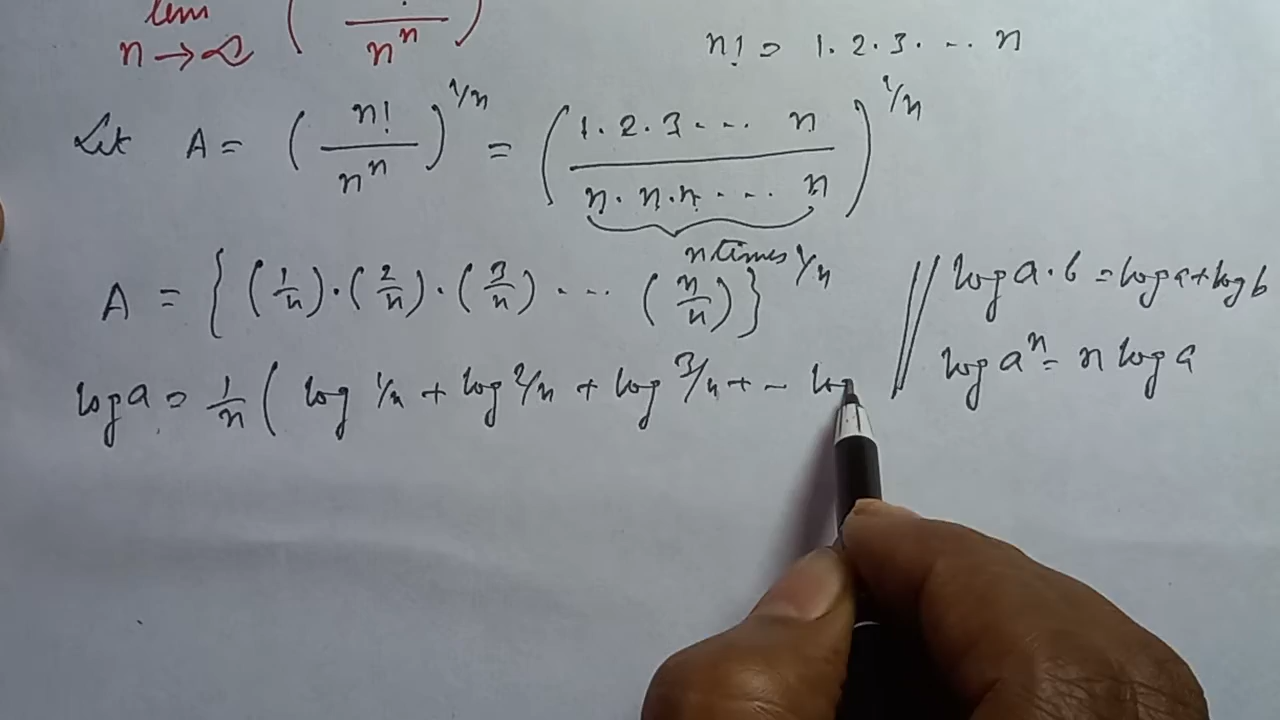 lim n→∞ ( / n^n )
n! = 1.2.3. ... n
Let A = ( n! / n^n )^1/n = ( 1.2.3. ... n / n.n.n. ... n )^1/n
n times
A = { (1/n).(2/n).(3/n) ... (n/n) }^1/n
log a.b = log a + log b
log a^n = n log a
log a = 1/n ( log 1/n + log 2/n + log 3/n + - log